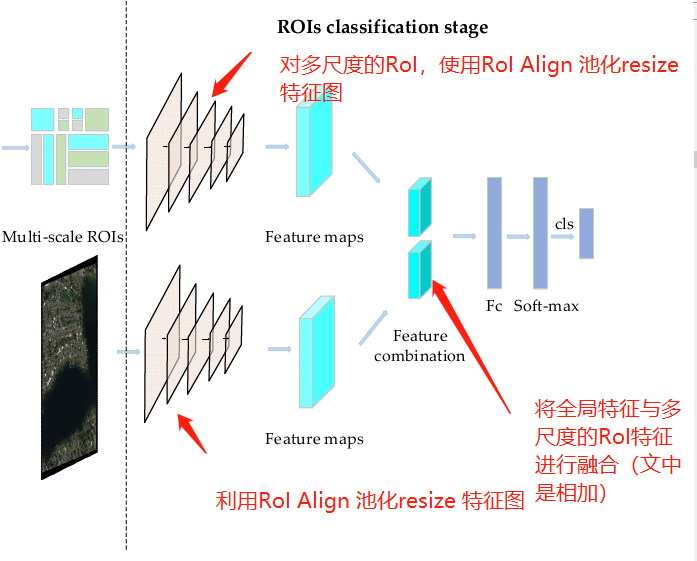 ROIs classification stage
对多尺度的RoI，使用RoI Align 池化resize
特征图
Multi-scale ROIs
Feature maps
cls
Fc
Soft-max
Feature
combination
Feature maps
将全局特征与多
尺度的RoI特征
进行融合（文中
是相加）
利用RoI Align 池化resize 特征图